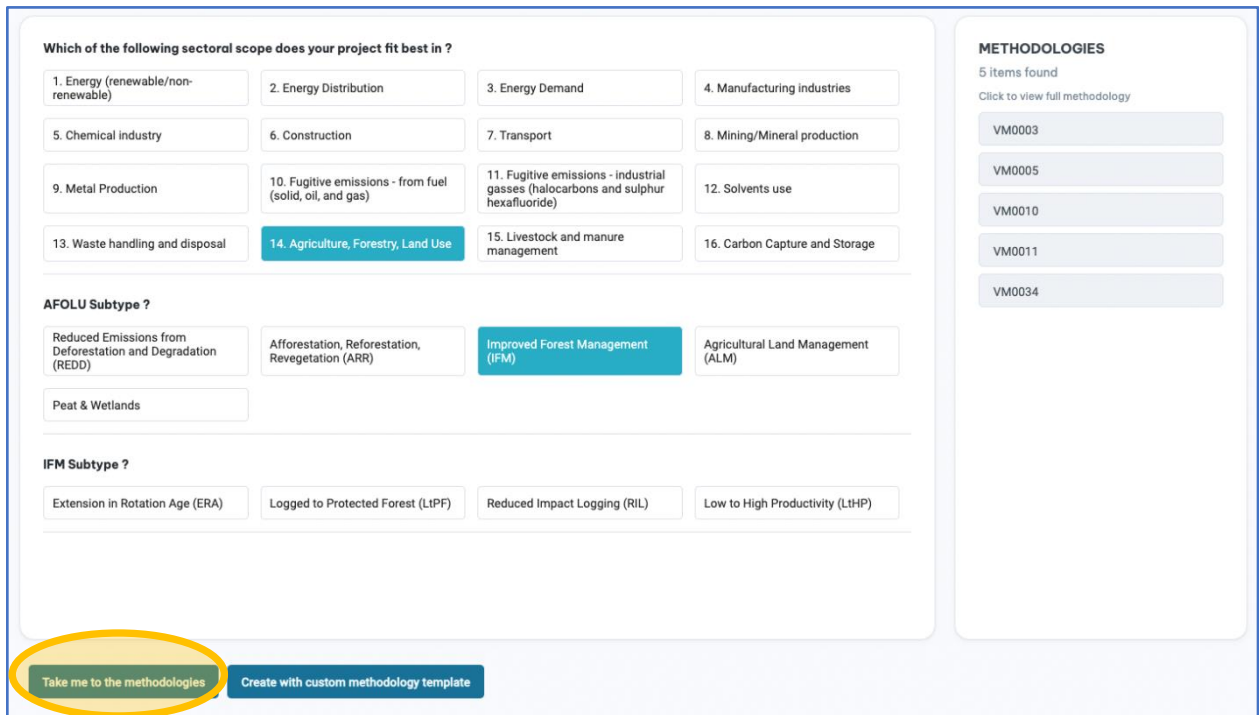 Which of the following sectoral scope does your project fit best in ?
1. Energy (renewable/non-
renewable)
2. Energy Distribution
3. Energy Demand
4. Manufacturing industries
5. Chemical industry
6. Construction
7. Transport
8. Mining/Mineral production
9. Metal Production
10. Fugitive emissions - from fuel
(solid, oil, and gas)
11. Fugitive emissions - industrial
gasses (halocarbons and sulphur
hexafluoride)
12. Solvents use
13. Waste handling and disposal
14. Agriculture, Forestry, Land Use
15. Livestock and manure
management
16. Carbon Capture and Storage
AFOLU Subtype ?
Reduced Emissions from
Deforestation and Degradation
(REDD)
Afforestation, Reforestation,
Revegetation (ARR)
Improved Forest Management
(IFM)
Agricultural Land Management
(ALM)
Peat & Wetlands
IFM Subtype ?
Extension in Rotation Age (ERA)
Logged to Protected Forest (LtPF)
Reduced Impact Logging (RIL)
Low to High Productivity (LtHP)
Take me to the methodologies
Create with custom methodology template
METHODOLOGIES
5 items found
Click to view full methodology
VM0003
VM0005
VM0010
VM0011
VM0034